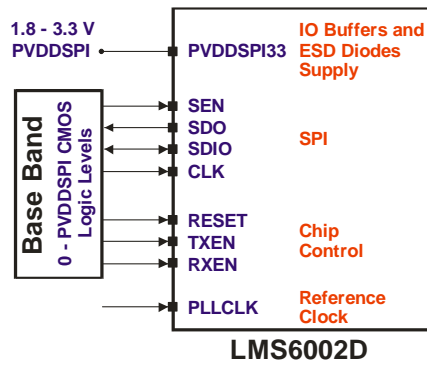 1.8 - 3.3 V
PVDDSPI
PVDDSPI33
IO Buffers and
ESD Diodes
Supply
Base Band
0 - PVDDSPI CMOS
Logic Levels
SEN
SDO
SDIO
CLK
SPI
RESET
TXEN
RXEN
Chip
Control
PLLCLK
Reference
Clock
LMS6002D